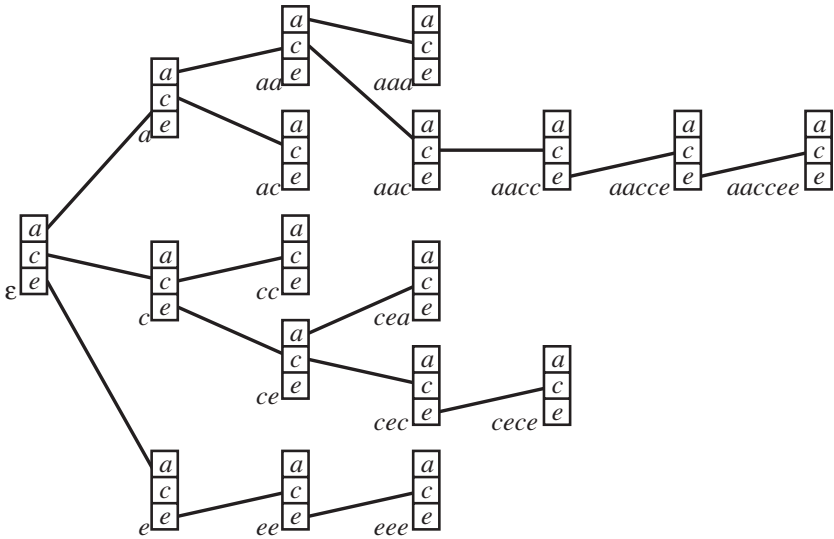 a a
c c
a aa e aaa e
c a a a a
a e c c c c
ac e aac e aacc e aacce e aaccee e
a a
c a c a
ε e c cc e c
c e a cea e
c a a
ce e c c
cec e cece e
a a a
c c c
e e ee e eee e